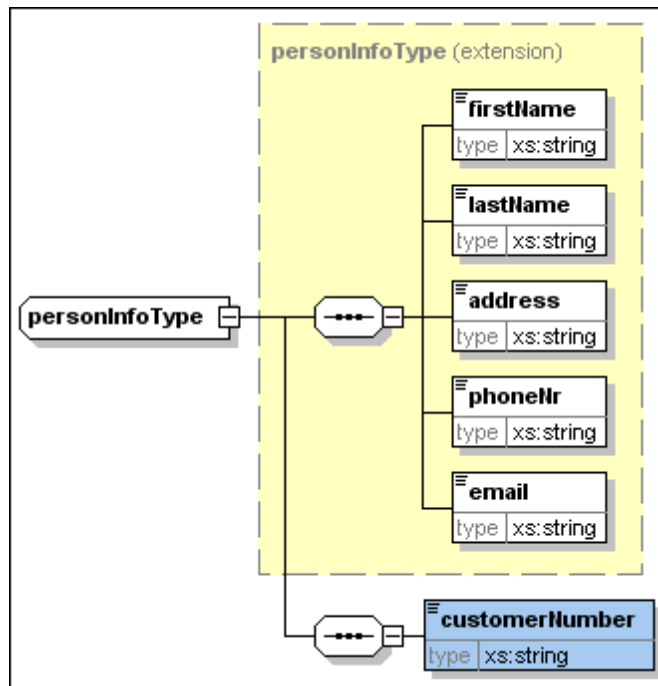 personInfoType (extension)
firstName
type xs:string
lastName
type xs:string
address
type xs:string
personInfoType
phoneNr
type xs:string
email
type xs:string
customerNumber
type xs:string